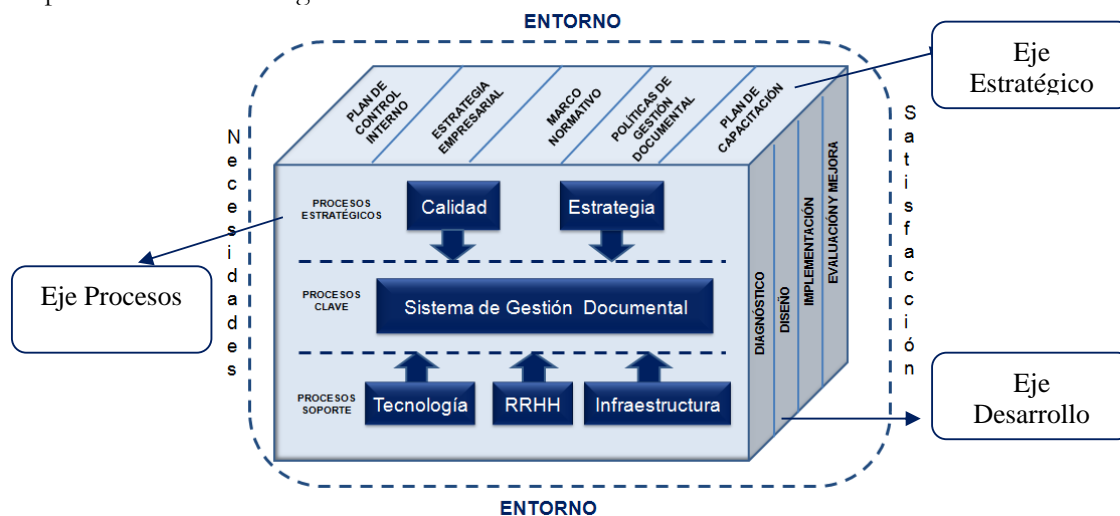 ENTORNO
Eje
Estratégico
PLAN DE
CONTROL
INTERNO
ESTRATEGIA
EMPRESARIAL
MARCO
NORMATIVO
POLÍTICAS DE
GESTIÓN
DOCUMENTAL
PLAN DE
CAPACITACIÓN
Necesidades
Satisfacción
PROCESOS
ESTRATÉGICOS
Calidad
Estrategia
Eje Procesos
PROCESOS
CLAVE
Sistema de Gestión Documental
PROCESOS
SOPORTE
Tecnología
RRHH
Infraestructura
DIAGNÓSTICO
DISEÑO
IMPLEMENTACIÓN
EVALUACIÓN Y MEJORA
Eje
Desarrollo
ENTORNO